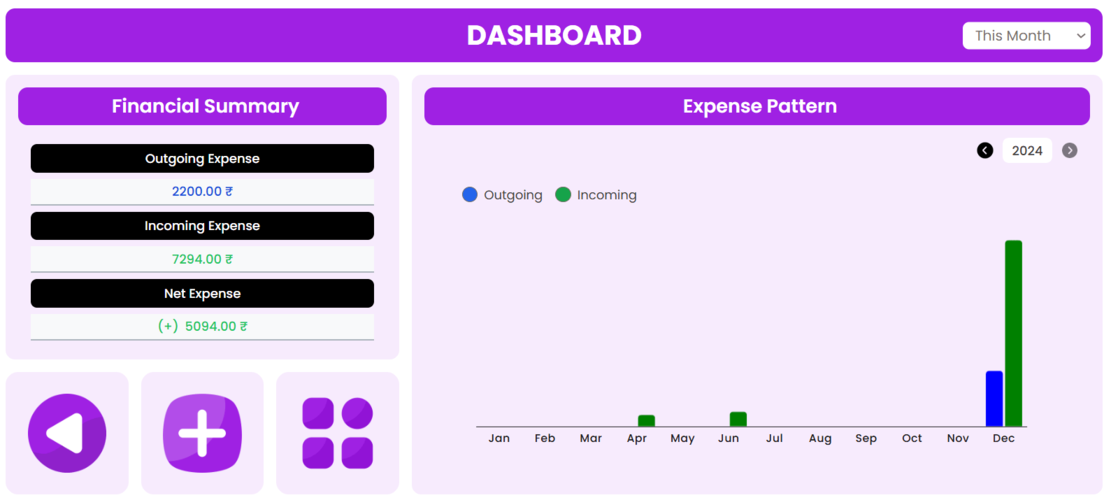 DASHBOARD
This Month
Financial Summary
Outgoing Expense
2200.00 ₹
Incoming Expense
7294.00 ₹
Net Expense
(+) 5094.00 ₹
Expense Pattern
2024
Outgoing Incoming
Jan Feb Mar Apr May Jun Jul Aug Sep Oct Nov Dec